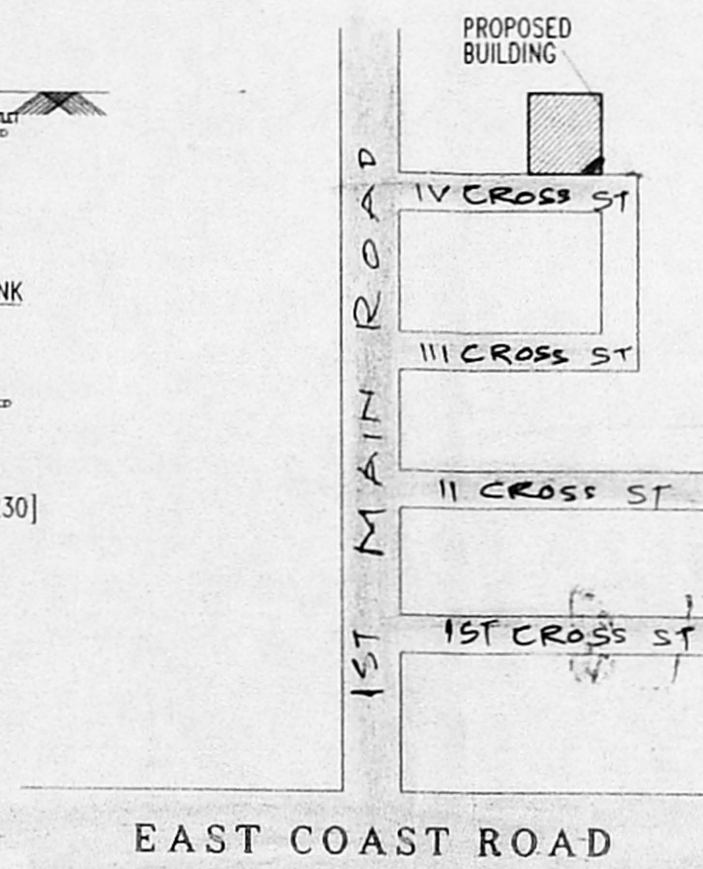 PROPOSED
BUILDING
IV CROSS ST
NK
III CROSS ST
30]
II CROSS ST
1ST CROSS ST
1ST MAIN ROAD
EAST COAST ROAD